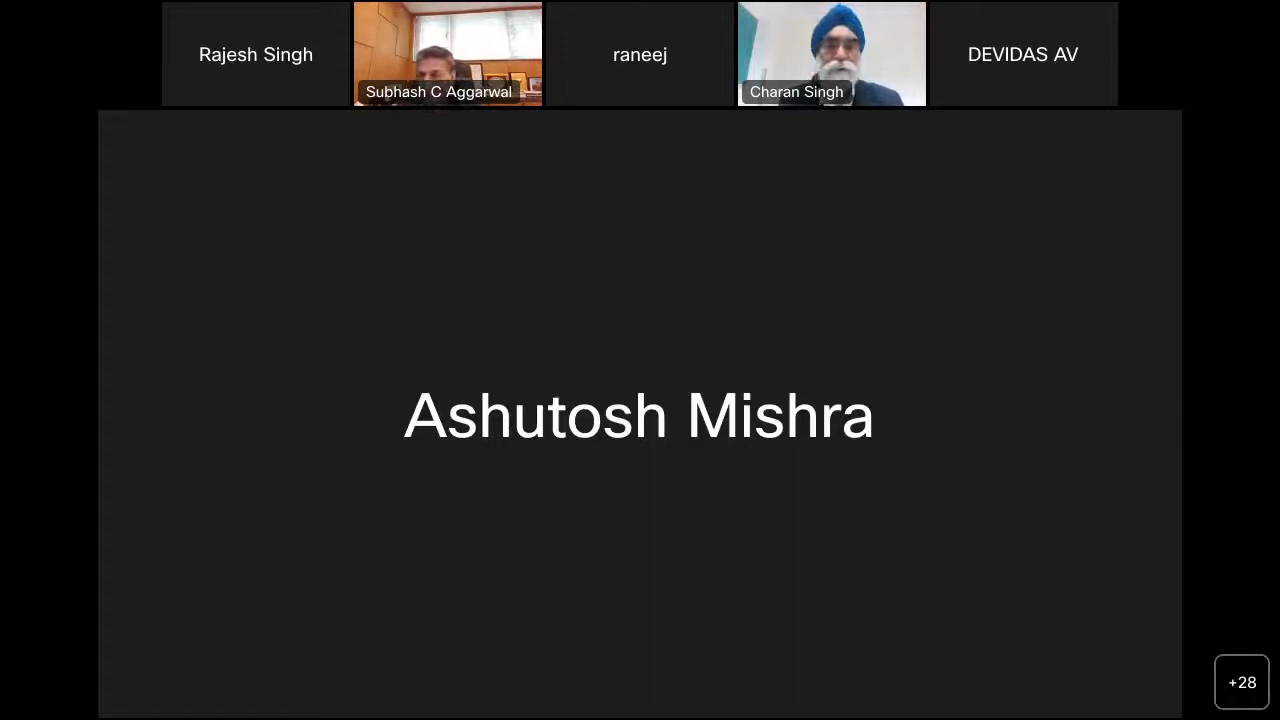 Rajesh Singh
Subhash C Aggarwal
raneej
Charan Singh
DEVIDAS AV
Ashutosh Mishra
+28